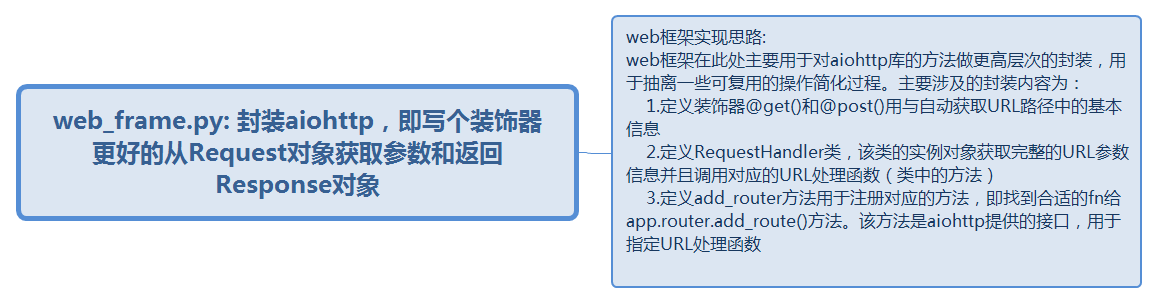 web_frame.py: 封装aiohttp，即写个装饰器
更好的从Request对象获取参数和返回
Response对象
web框架实现思路:
web框架在此处主要用于对aiohttp库的方法做更高层次的封装，用
于抽离一些可复用的操作简化过程。主要涉及的封装内容为：
1.定义装饰器@get()和@post()用与自动获取URL路径中的基本
信息
2.定义RequestHandler类，该类的实例对象获取完整的URL参数
信息并且调用对应的URL处理函数（类中的方法）
3.定义add_router方法用于注册对应的方法，即找到合适的fn给
app.router.add_route()方法。该方法是aiohttp提供的接口，用于
指定URL处理函数